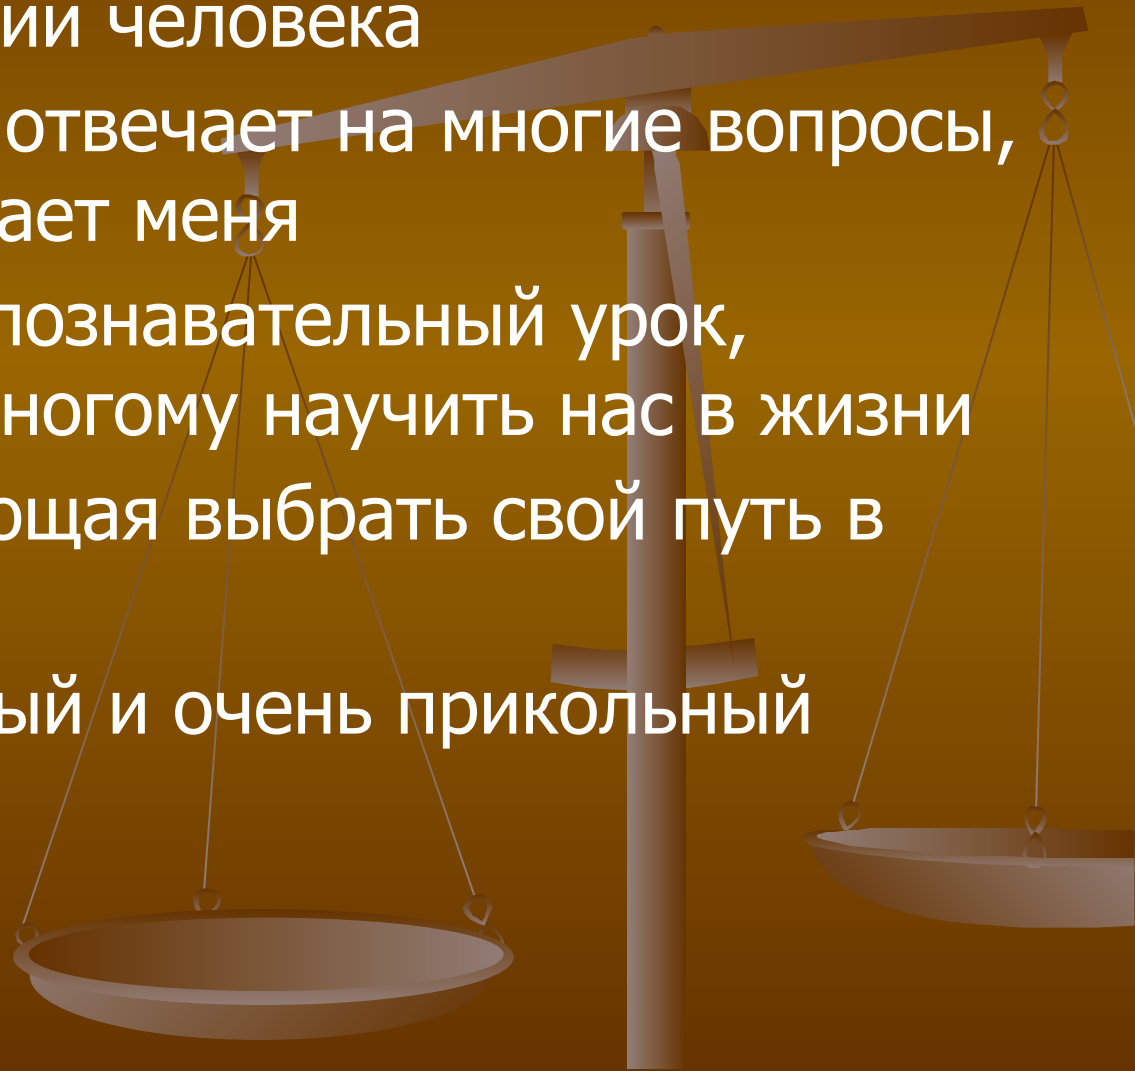 ии человека
отвечает на многие вопросы,
ает меня
познавательный урок,
ногому научить нас в жизни
ющая выбрать свой путь в
ый и очень прикольный